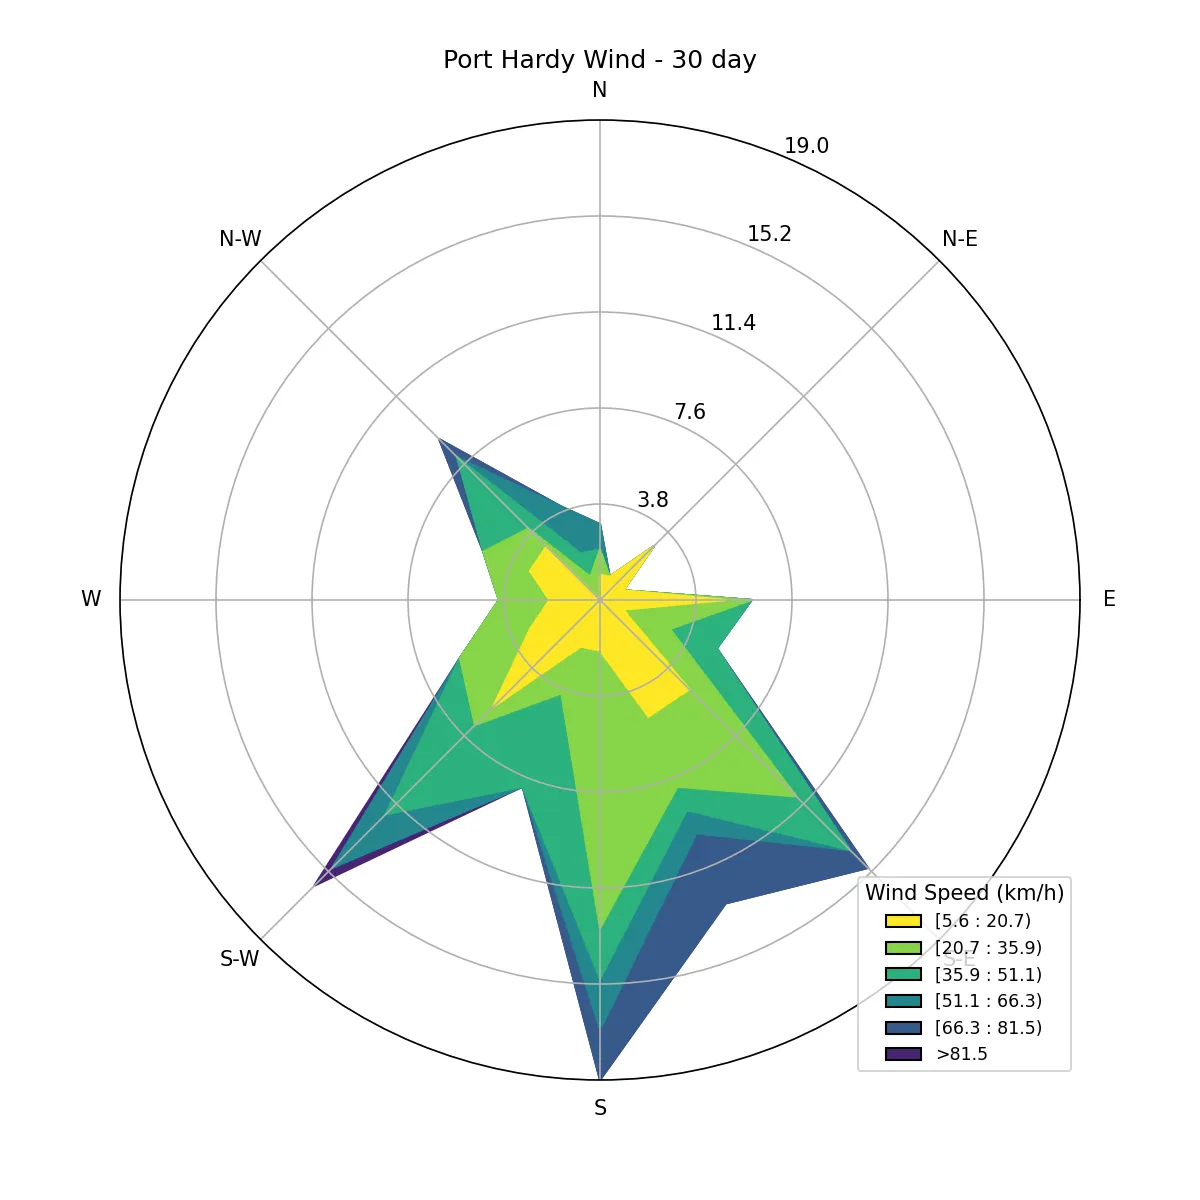 Port Hardy Wind - 30 day
N
19.0
15.2
N-W
N-E
11.4
7.6
3.8
W
E
Wind Speed (km/h)
[5.6 : 20.7)
[20.7 : 35.9)
S-W
S-E
[35.9 : 51.1)
[51.1 : 66.3)
[66.3 : 81.5)
>81.5
S